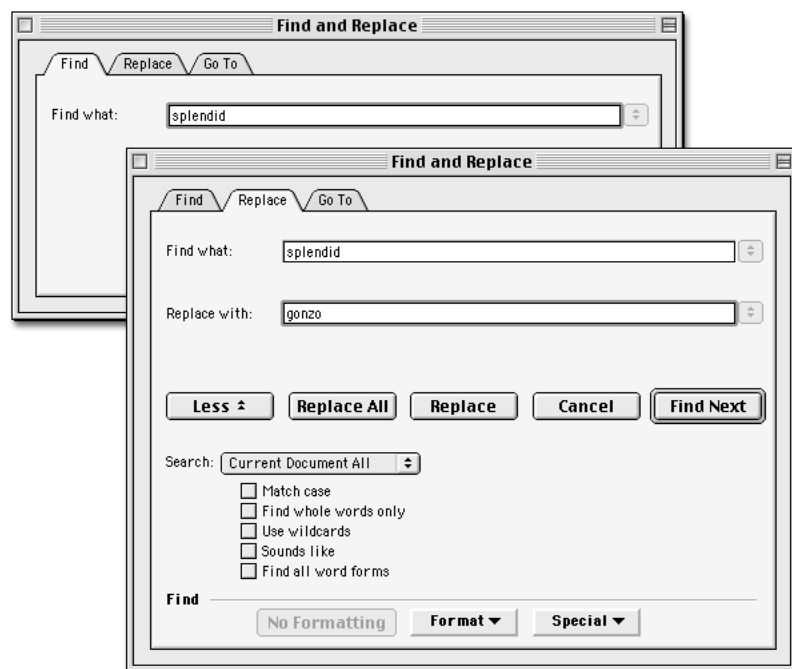 Find and Replace
Find Replace Go To
Find what: splendid
Find and Replace
Find Replace Go To
Find what: splendid
Replace with: gonzo
Less Replace All Replace Cancel Find Next
Search: Current Document All
Match case
Find whole words only
Use wildcards
Sounds like
Find all word forms
Find
No Formatting Format Special